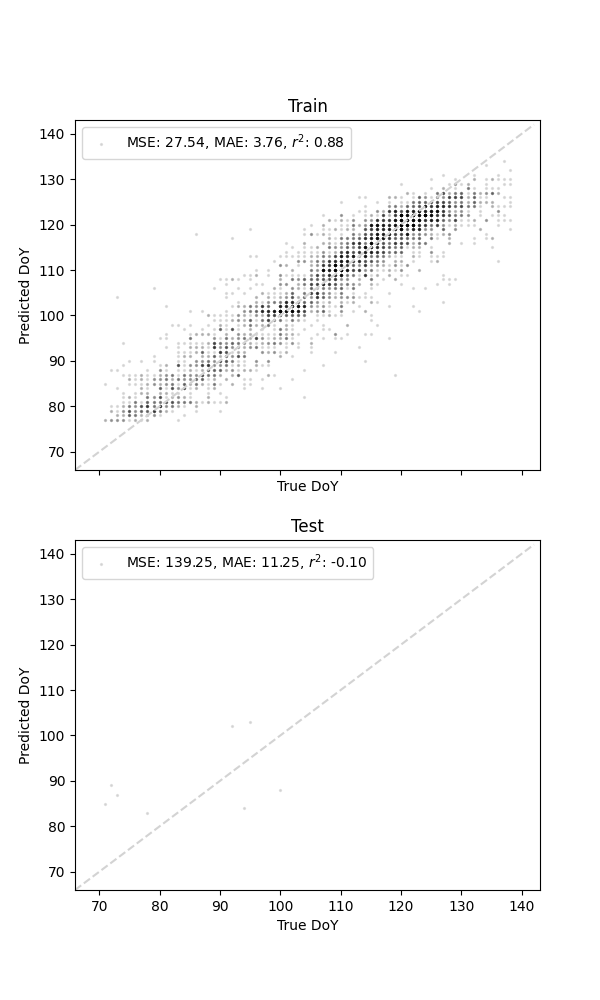 Train
MSE: 27.54, MAE: 3.76, r²: 0.88
140
130
120
110
100
90
80
70
Predicted DoY
True DoY
Test
MSE: 139.25, MAE: 11.25, r²: -0.10
140
130
120
110
100
90
80
70
Predicted DoY
70 80 90 100 110 120 130 140
True DoY